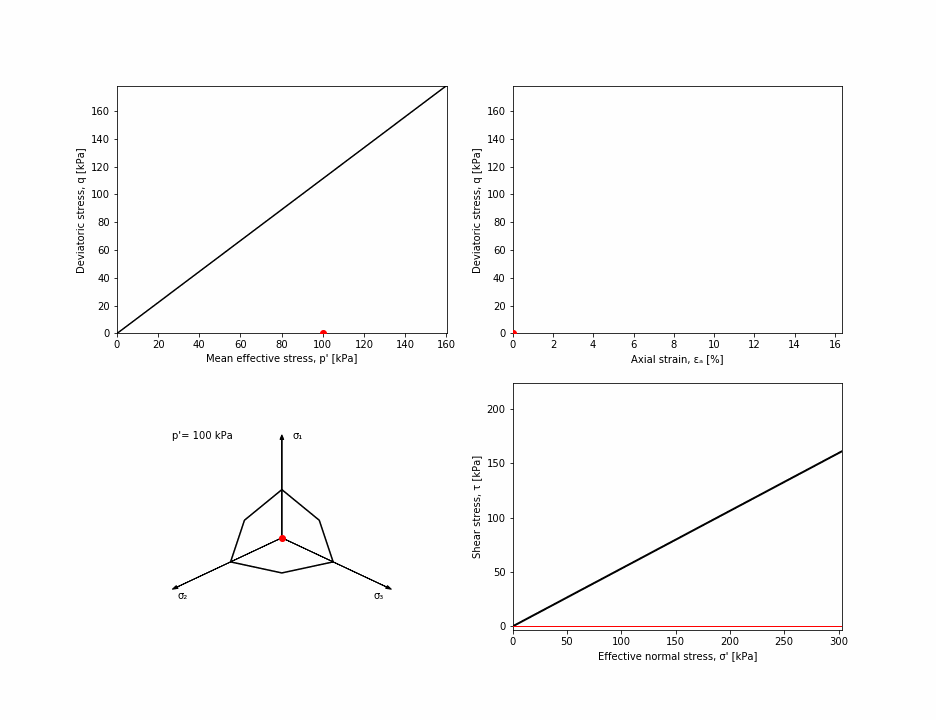 160
140
120
100
80
60
40
20
0
Deviatoric stress, q [kPa]
0 20 40 60 80 100 120 140 160
Mean effective stress, p' [kPa]
160
140
120
100
80
60
40
20
0
Deviatoric stress, q [kPa]
0 2 4 6 8 10 12 14 16
Axial strain, εₐ [%]
p'= 100 kPa
σ₁
σ₂
σ₃
200
150
100
50
0
Shear stress, τ [kPa]
0 50 100 150 200 250 300
Effective normal stress, σ' [kPa]